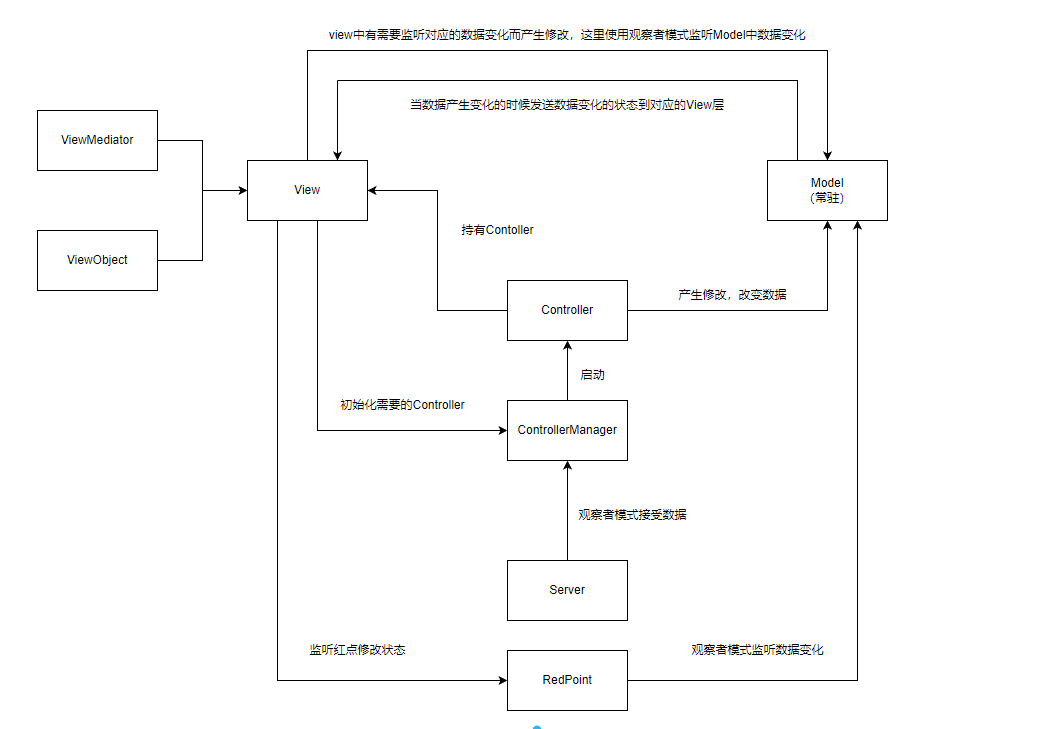 view中有需要监听对应的数据变化而产生修改，这里使用观察者模式监听Model中数据变化
当数据产生变化的时候发送数据变化的状态到对应的View层
ViewMediator
View
Model
（常驻）
持有Contoller
ViewObject
产生修改，改变数据
Controller
启动
初始化需要的Controller
ControllerManager
观察者模式接受数据
Server
监听红点修改状态
观察者模式监听数据变化
RedPoint